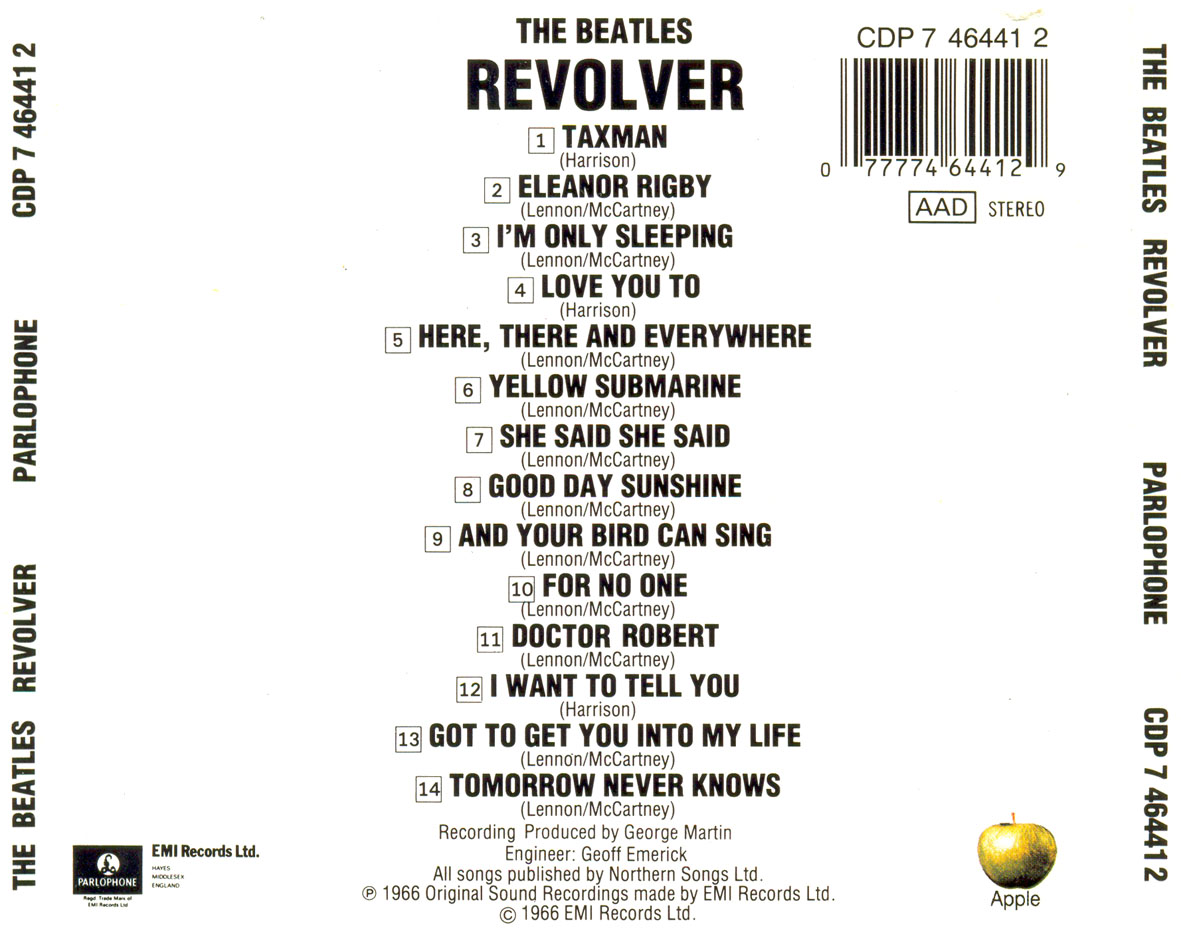 THE BEATLES
REVOLVER
1 TAXMAN
(Harrison)
2 ELEANOR RIGBY
(Lennon/McCartney)
3 I'M ONLY SLEEPING
(Lennon/McCartney)
4 LOVE YOU TO
(Harrison)
5 HERE, THERE AND EVERYWHERE
(Lennon/McCartney)
6 YELLOW SUBMARINE
(Lennon/McCartney)
7 SHE SAID SHE SAID
(Lennon/McCartney)
8 GOOD DAY SUNSHINE
(Lennon/McCartney)
9 AND YOUR BIRD CAN SING
(Lennon/McCartney)
10 FOR NO ONE
(Lennon/McCartney)
11 DOCTOR ROBERT
(Lennon/McCartney)
12 I WANT TO TELL YOU
(Harrison)
13 GOT TO GET YOU INTO MY LIFE
(Lennon/McCartney)
14 TOMORROW NEVER KNOWS
(Lennon/McCartney)
Recording Produced by George Martin
Engineer: Geoff Emerick
All songs published by Northern Songs Ltd.
℗ 1966 Original Sound Recordings made by EMI Records Ltd.
© 1966 EMI Records Ltd.
CDP 7 46441 2
0 77774 64412 9
AAD STEREO
THE BEATLES REVOLVER PARLOPHONE CDP 7 46441 2
THE BEATLES REVOLVER PARLOPHONE CDP 7 46441 2
PARLOPHONE
Regd. Trade Mark of
EMI Records Ltd
EMI Records Ltd.
HAYES
MIDDLESEX
ENGLAND
Apple